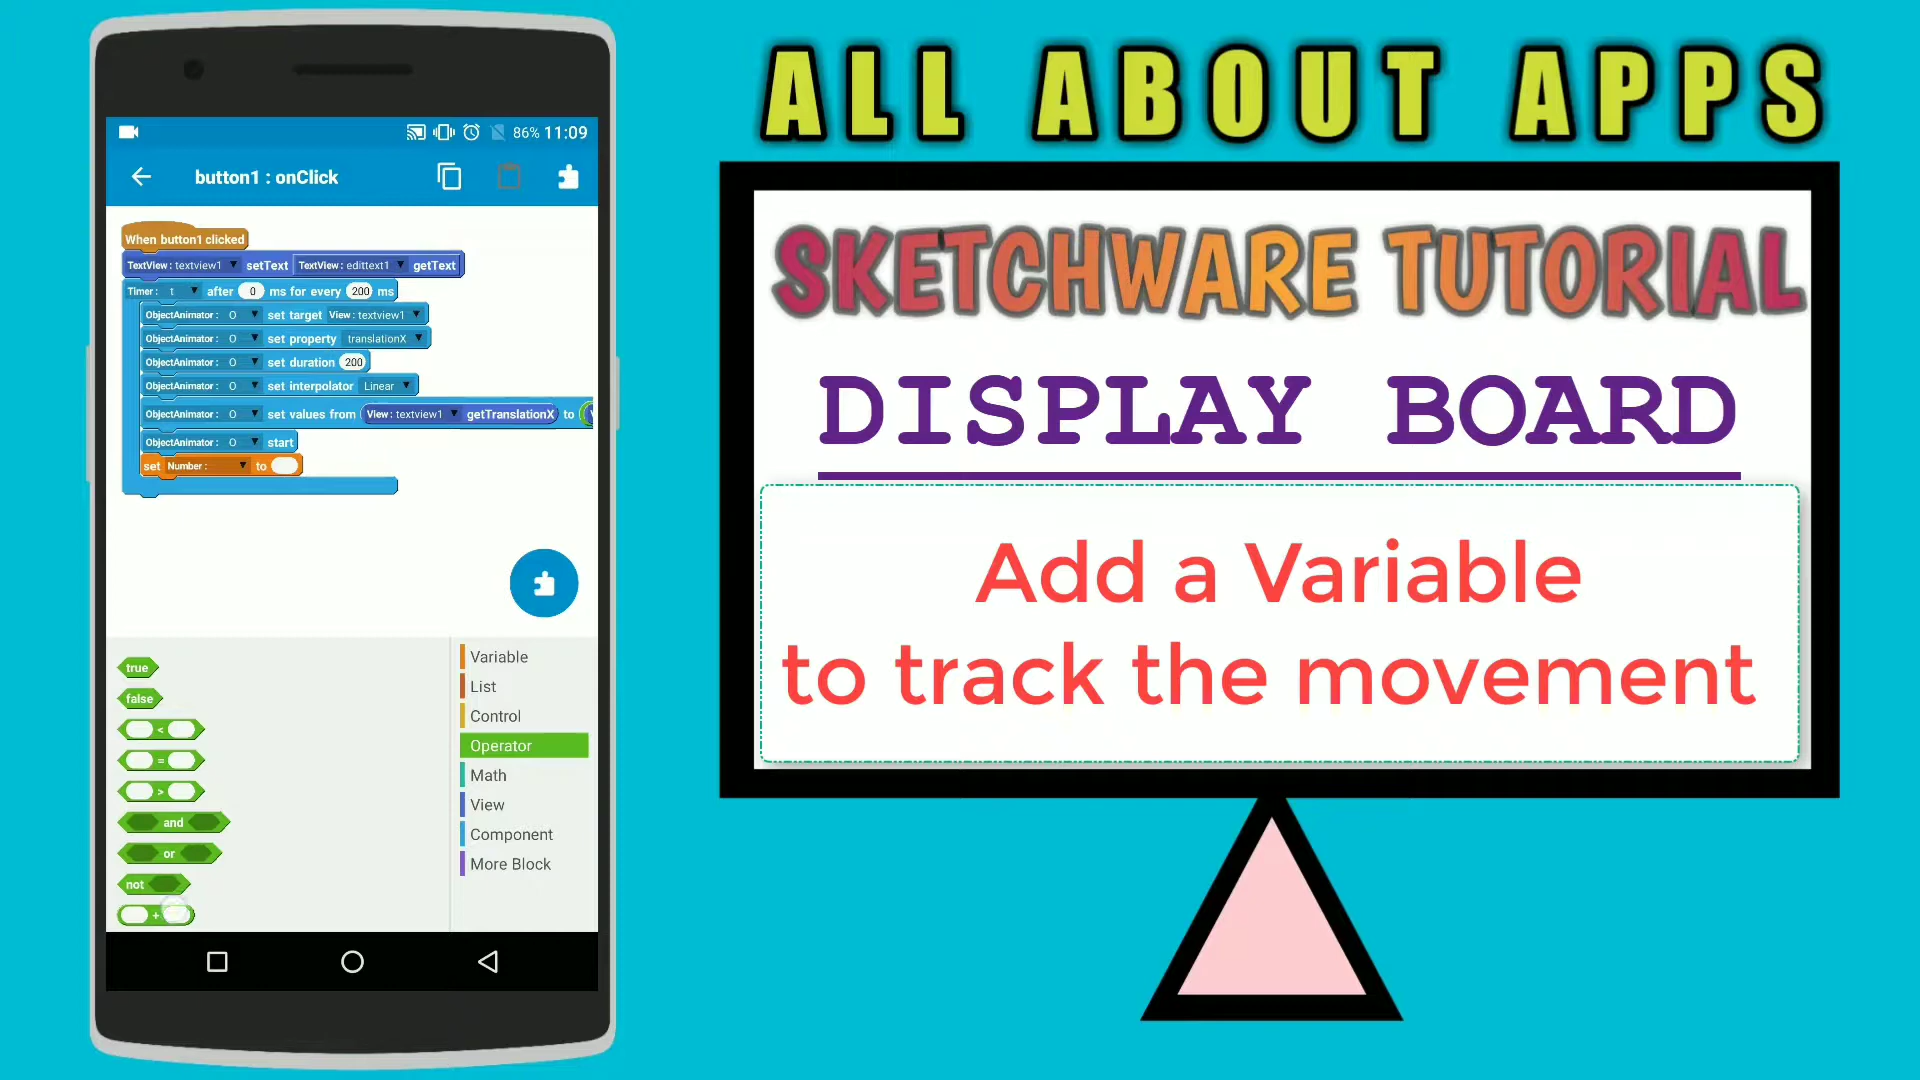 ALL ABOUT APPS
SKETCHWARE TUTORIAL
DISPLAY BOARD
Add a Variable
to track the movement
86% 11:09
button1 : onClick
When button1 clicked
TextView : textview1 setText TextView : edittext1 getText
Timer : t after 0 ms for every 200 ms
ObjectAnimator : O set target View : textview1
ObjectAnimator : O set property translationX
ObjectAnimator : O set duration 200
ObjectAnimator : O set interpolator Linear
ObjectAnimator : O set values from View : textview1 getTranslationX to
ObjectAnimator : O start
set Number : to
true
false
<
=
>
and
or
not
+
Variable
List
Control
Operator
Math
View
Component
More Block